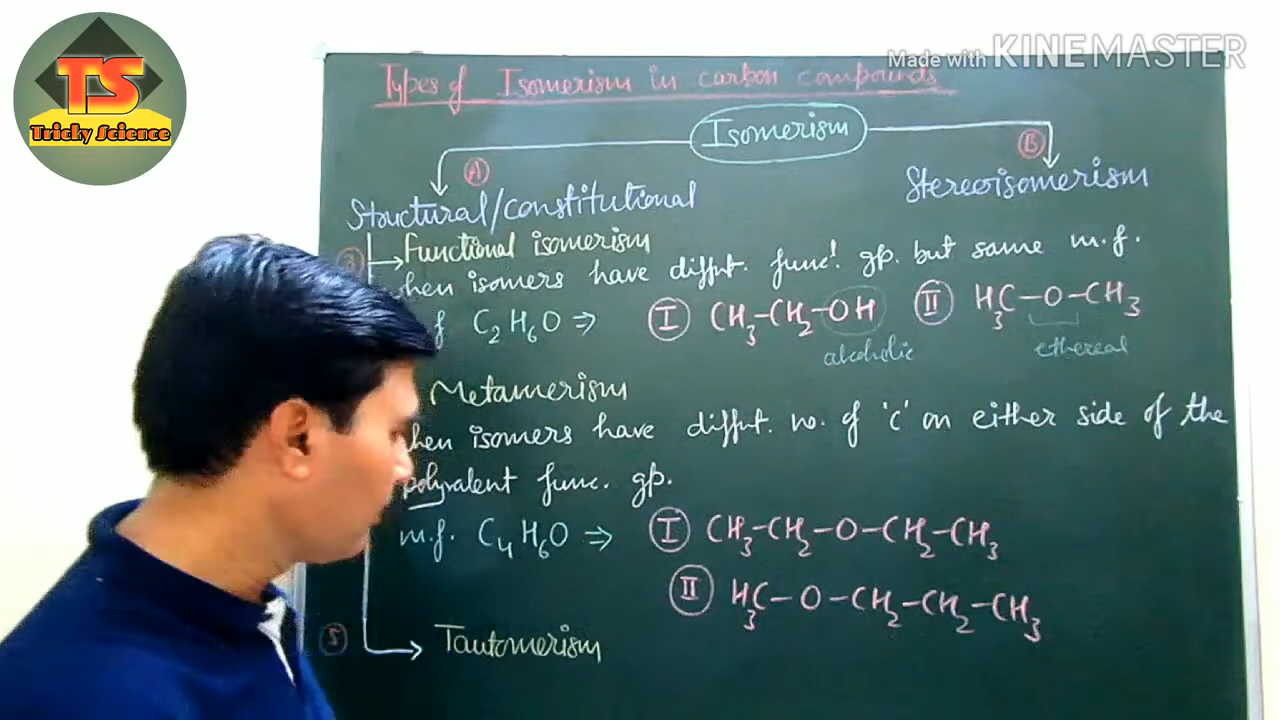 TS
Tricky Science
Made with KINEMASTER
Types of Isomerism in carbon compounds
Isomerism
A
B
Structural/constitutional
Stereoisomerism
3 Functional isomerism
hen isomers have diffnt. func! gp. but same m.f.
f C2H6O ⇒ I CH3-CH2-OH II H3C-O-CH3
alcoholic
ethereal
Metamerism
hen isomers have diffnt. no. of 'c' on either side of the
polyvalent func. gp.
m.f. C4H6O ⇒ I CH3-CH2-O-CH2-CH3
II H3C-O-CH2-CH2-CH3
5 Tautomerism